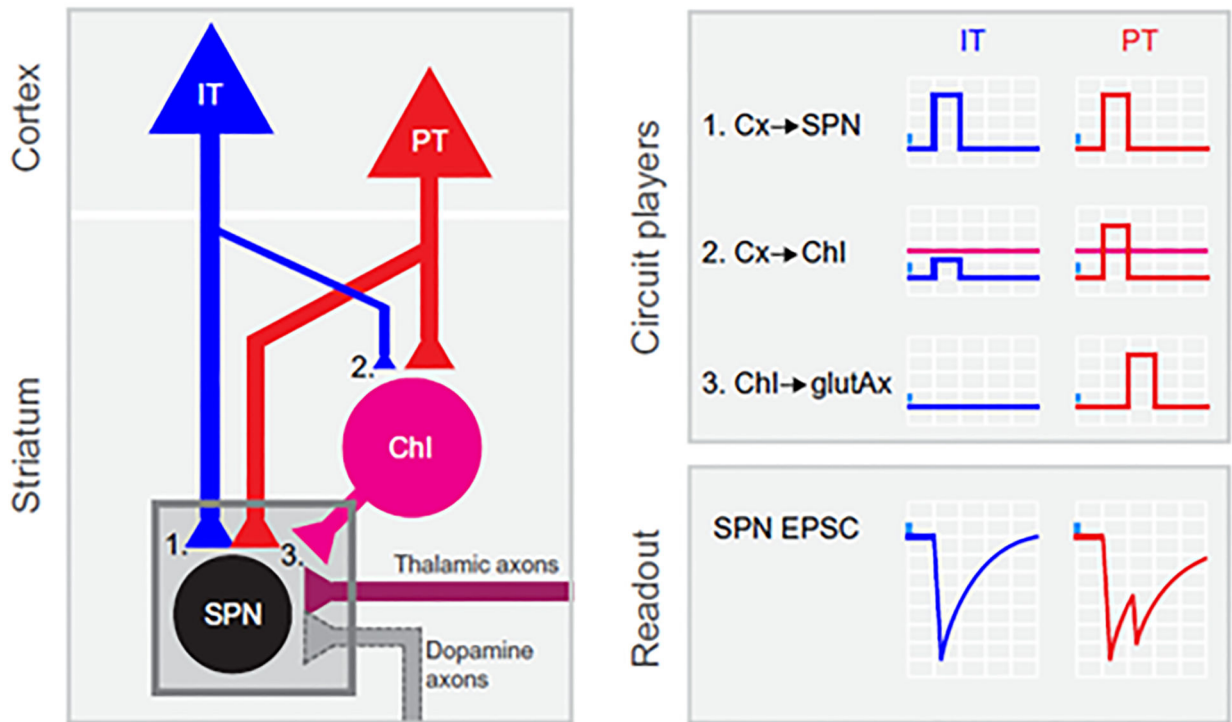 Cortex
Striatum
IT
PT
2.
ChI
1.
3.
SPN
Thalamic axons
Dopamine
axons
Circuit players
IT PT
1. Cx→SPN
2. Cx→ChI
3. ChI→glutAx
Readout
SPN EPSC